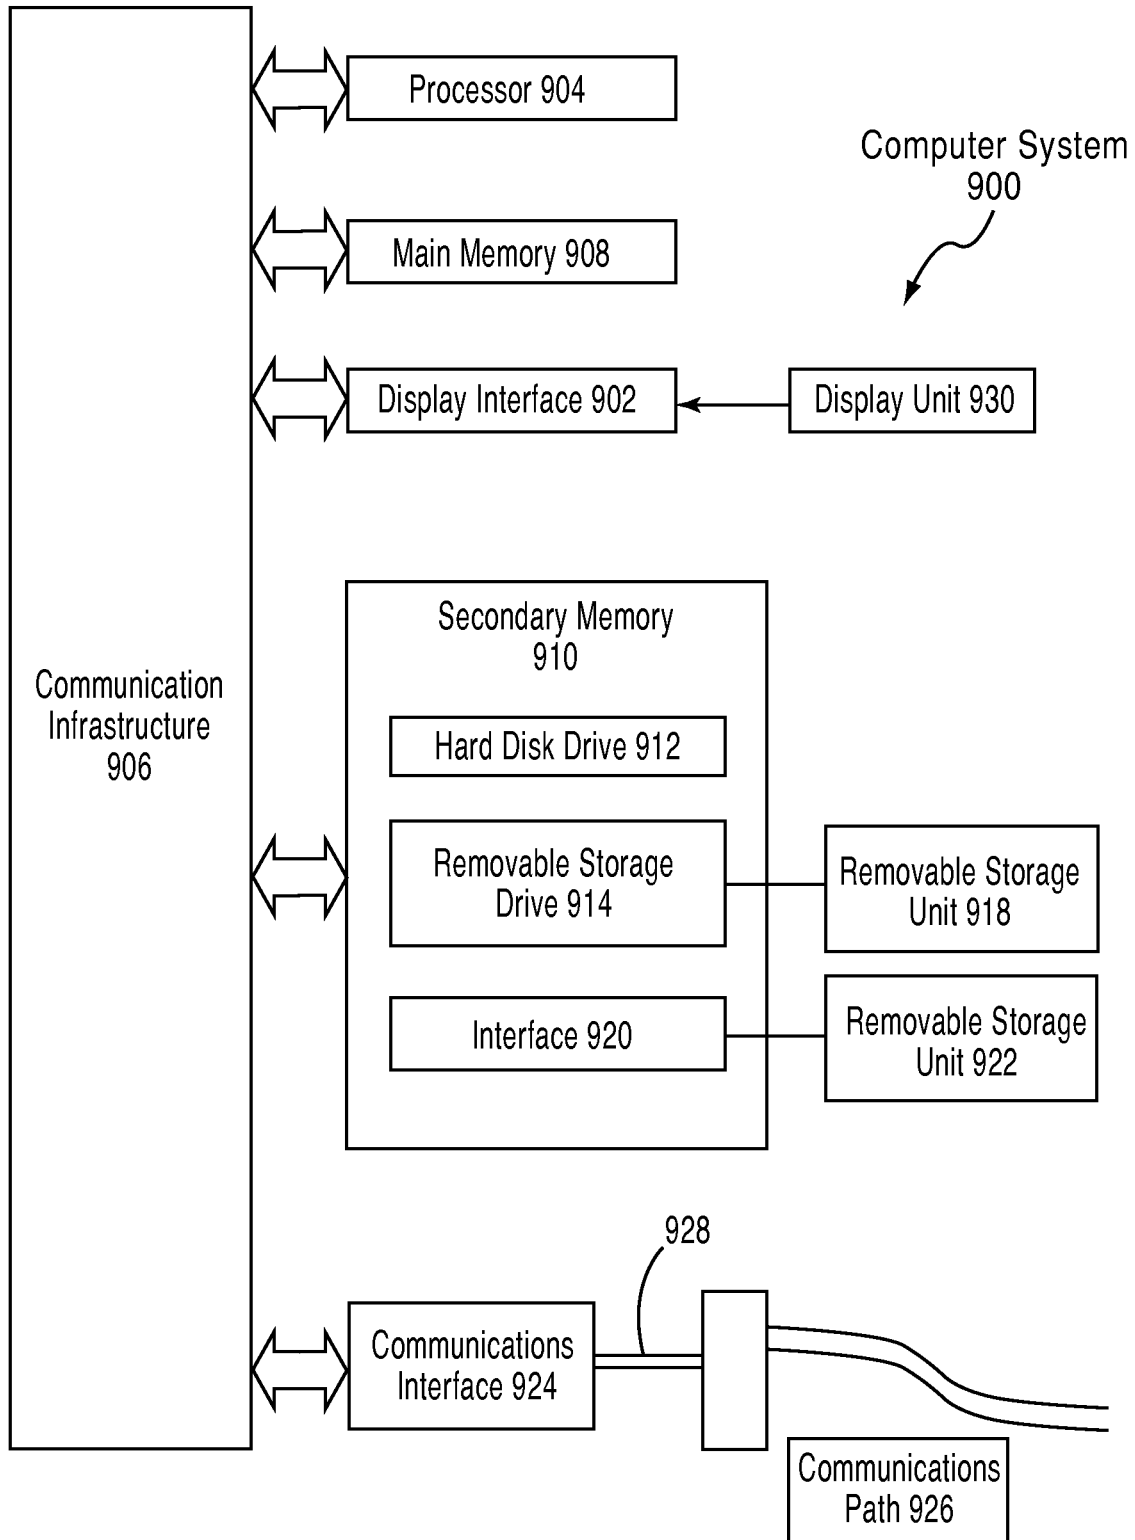 Processor 904
Computer System
900
Main Memory 908
Display Interface 902
Display Unit 930
Secondary Memory
910
Communication
Infrastructure
906
Hard Disk Drive 912
Removable Storage
Drive 914
Removable Storage
Unit 918
Interface 920
Removable Storage
Unit 922
928
Communications
Interface 924
Communications
Path 926